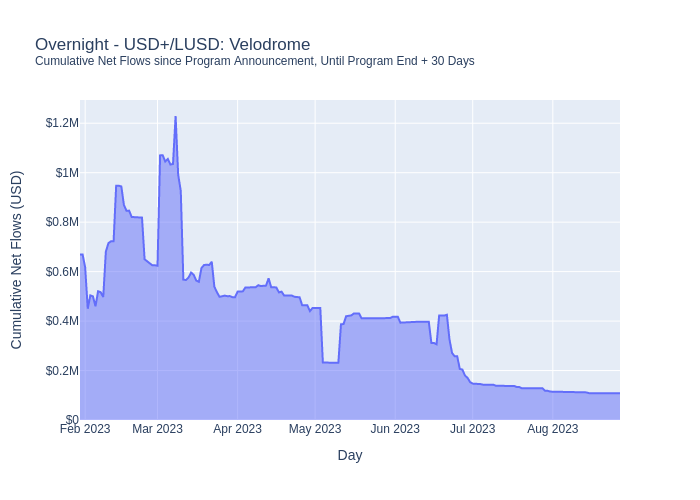 Overnight - USD+/LUSD: Velodrome
Cumulative Net Flows since Program Announcement, Until Program End + 30 Days
Cumulative Net Flows (USD)
$1.2M
$1M
$0.8M
$0.6M
$0.4M
$0.2M
$0
Feb 2023 Mar 2023 Apr 2023 May 2023 Jun 2023 Jul 2023 Aug 2023
Day